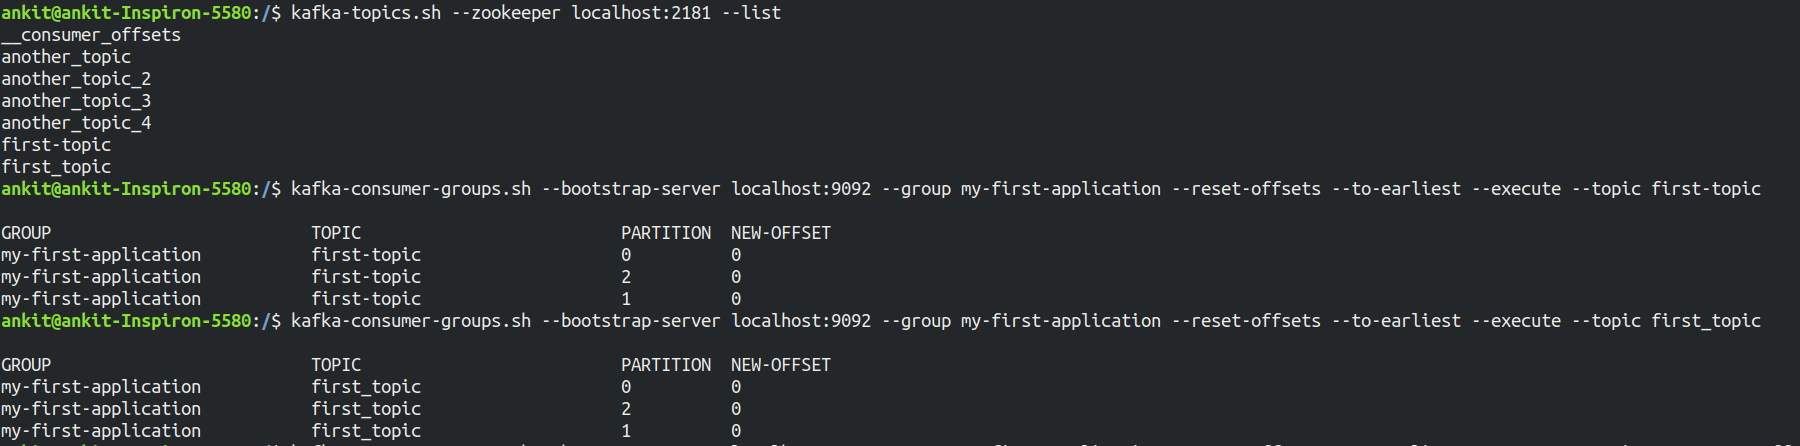 ankit@ankit-Inspiron-5580:/$ kafka-topics.sh --zookeeper localhost:2181 --list
__consumer_offsets
another_topic
another_topic_2
another_topic_3
another_topic_4
first-topic
first_topic
ankit@ankit-Inspiron-5580:/$ kafka-consumer-groups.sh --bootstrap-server localhost:9092 --group my-first-application --reset-offsets --to-earliest --execute --topic first-topic
GROUP TOPIC PARTITION NEW-OFFSET
my-first-application first-topic 0 0
my-first-application first-topic 2 0
my-first-application first-topic 1 0
ankit@ankit-Inspiron-5580:/$ kafka-consumer-groups.sh --bootstrap-server localhost:9092 --group my-first-application --reset-offsets --to-earliest --execute --topic first_topic
GROUP TOPIC PARTITION NEW-OFFSET
my-first-application first_topic 0 0
my-first-application first_topic 2 0
my-first-application first_topic 1 0